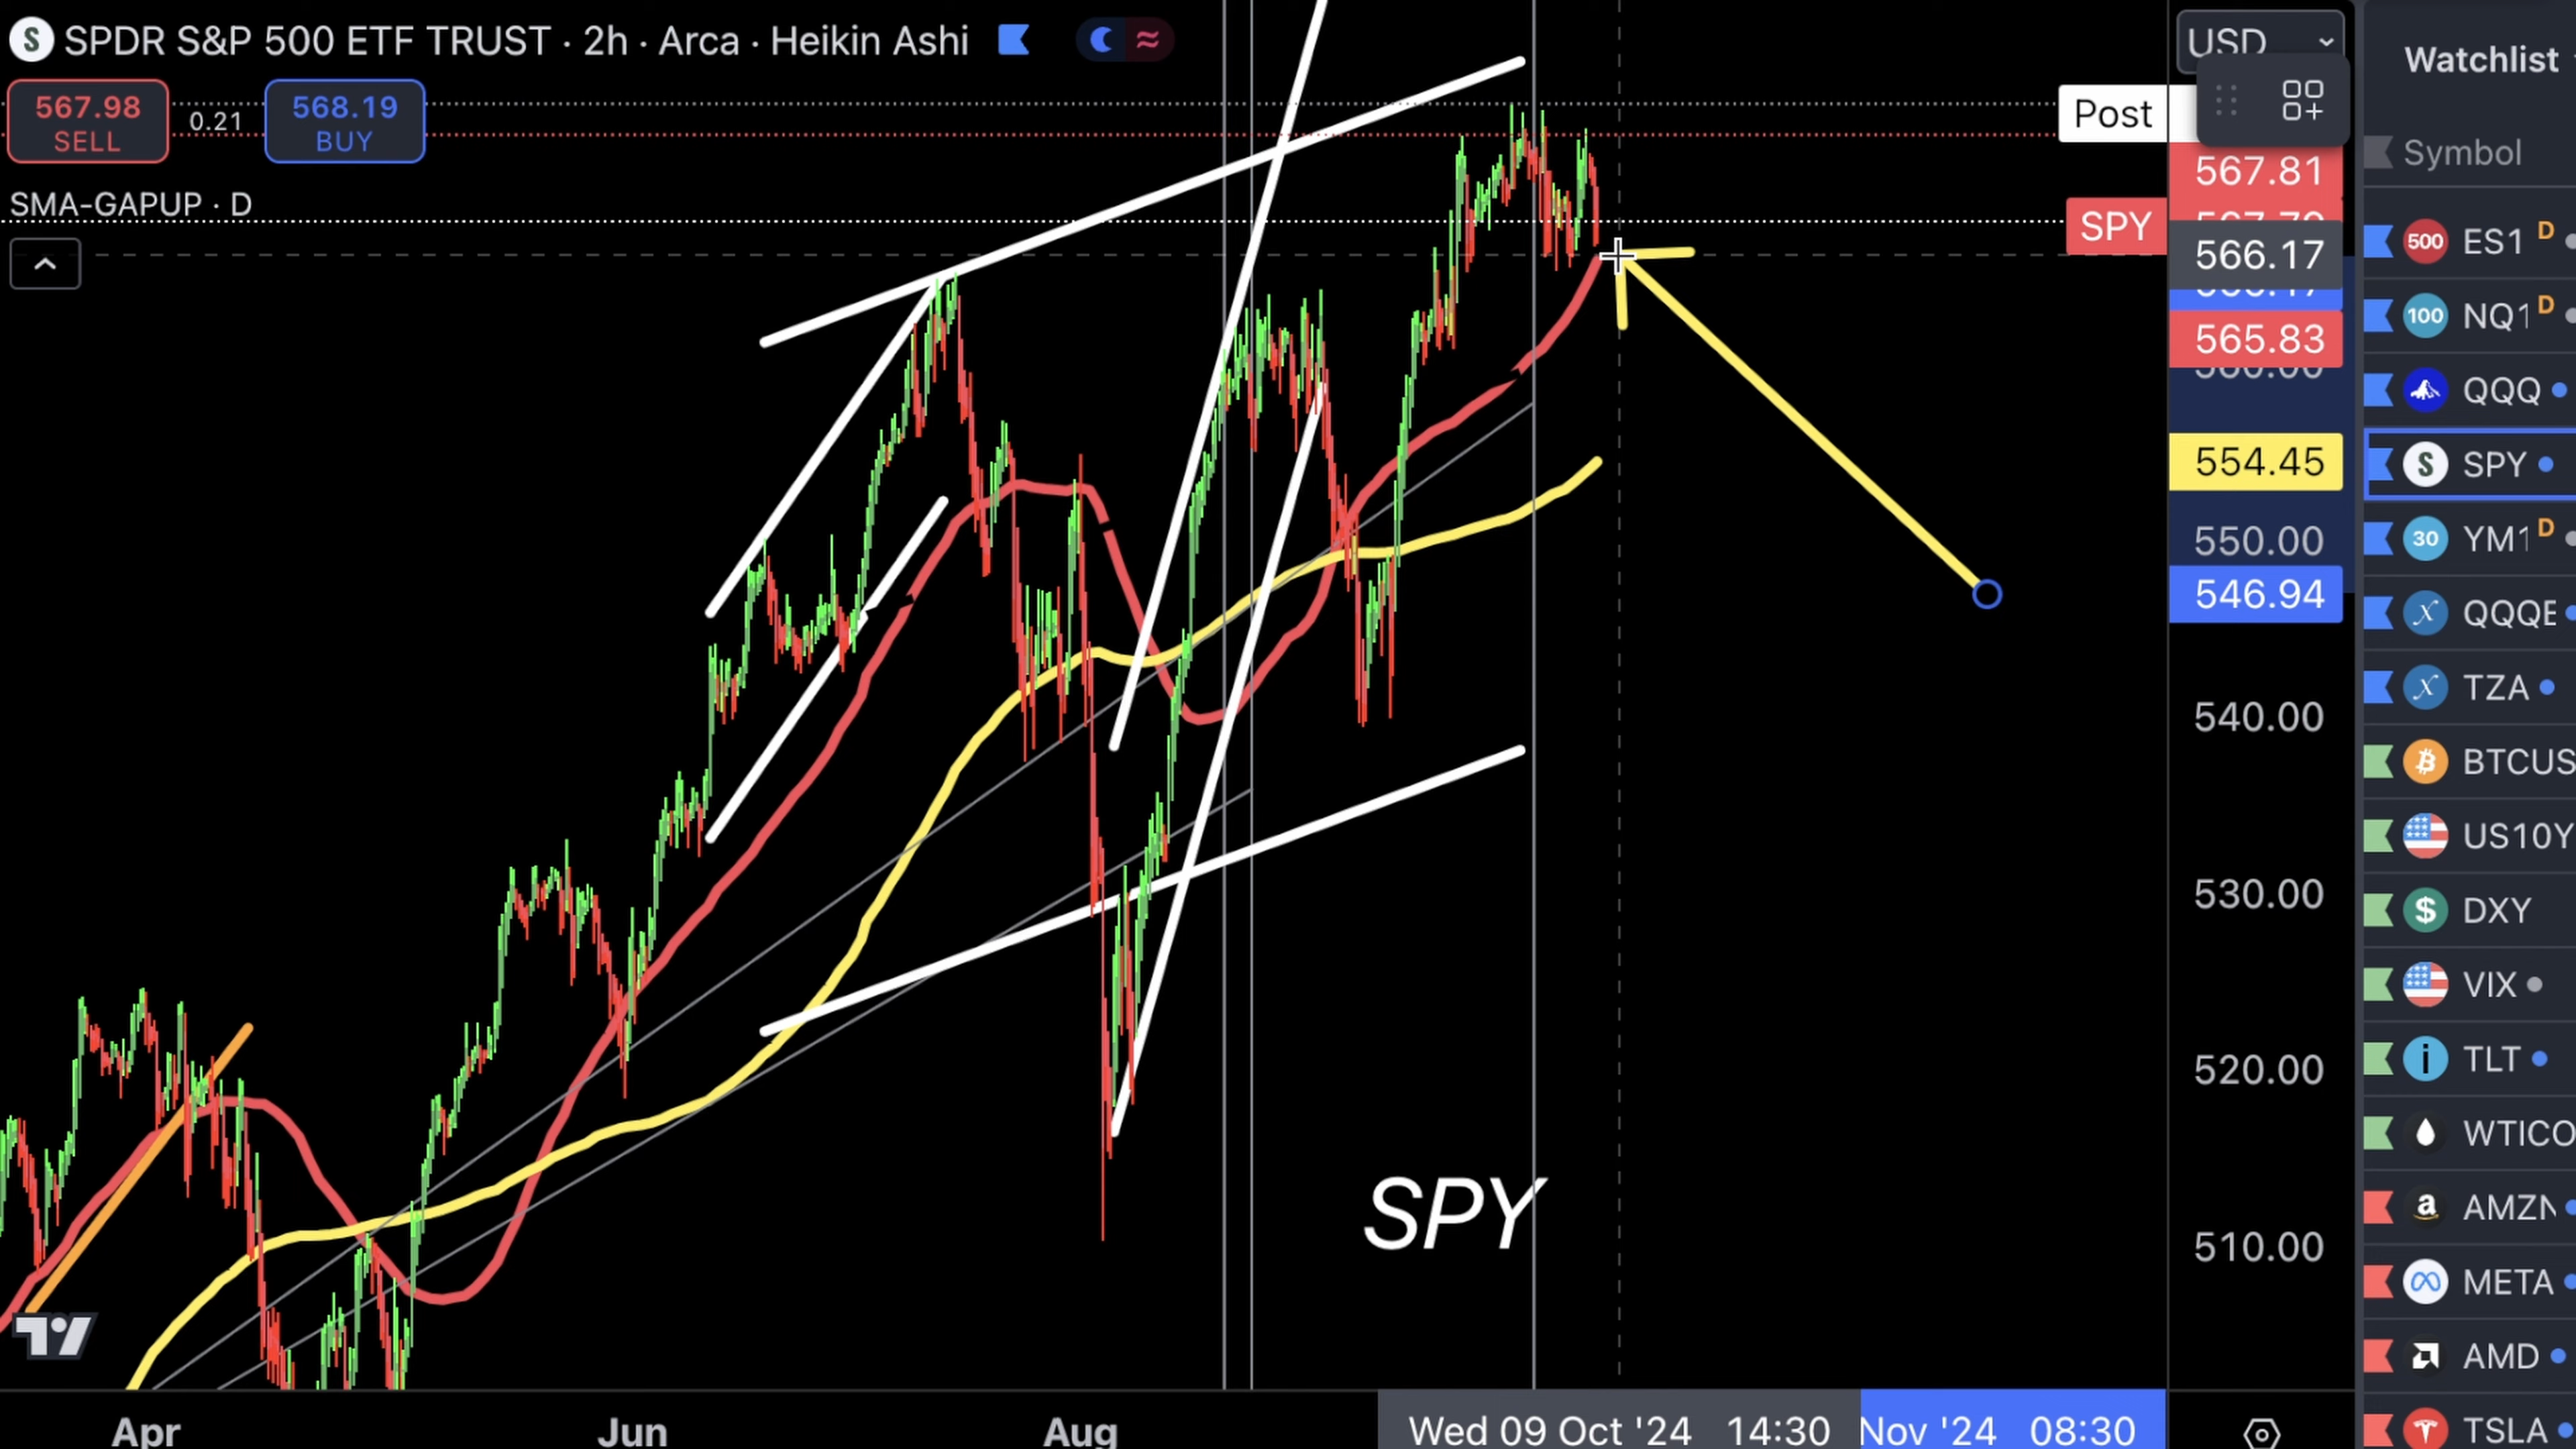 SPDR S&P 500 ETF TRUST · 2h · Arca · Heikin Ashi
USD
Watchlist
567.98
SELL
0.21
568.19
BUY
Post
Symbol
567.81
SMA-GAPUP · D
SPY
566.17
565.83
554.45
550.00
546.94
540.00
530.00
520.00
510.00
SPY
500 ES1 D
100 NQ1 D
QQQ
S SPY
30 YM1 D
QQQE
TZA
BTCUS
US10Y
DXY
VIX
TLT
WTICO
AMZN
META
AMD
TSLA
Apr
Jun
Aug
Wed 09 Oct '24 14:30
Nov '24 08:30